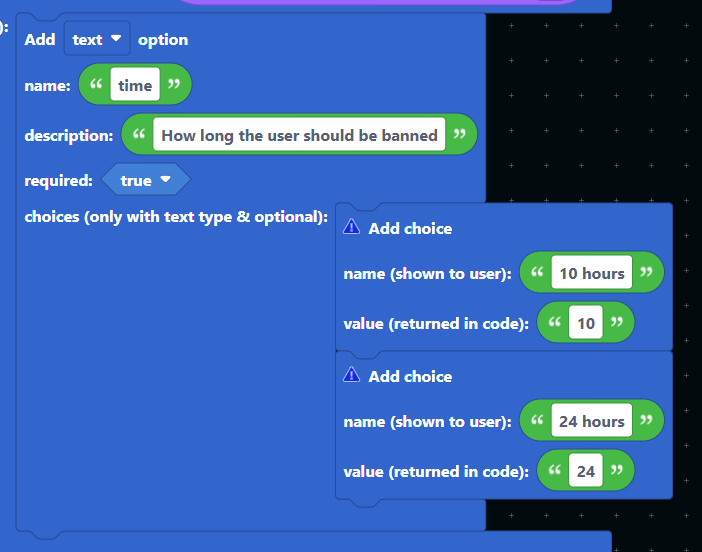 ):
Add text option
name: “ time ”
description: “ How long the user should be banned ”
required: true
choices (only with text type & optional):
Add choice
name (shown to user): “ 10 hours ”
value (returned in code): “ 10 ”
Add choice
name (shown to user): “ 24 hours ”
value (returned in code): “ 24 ”